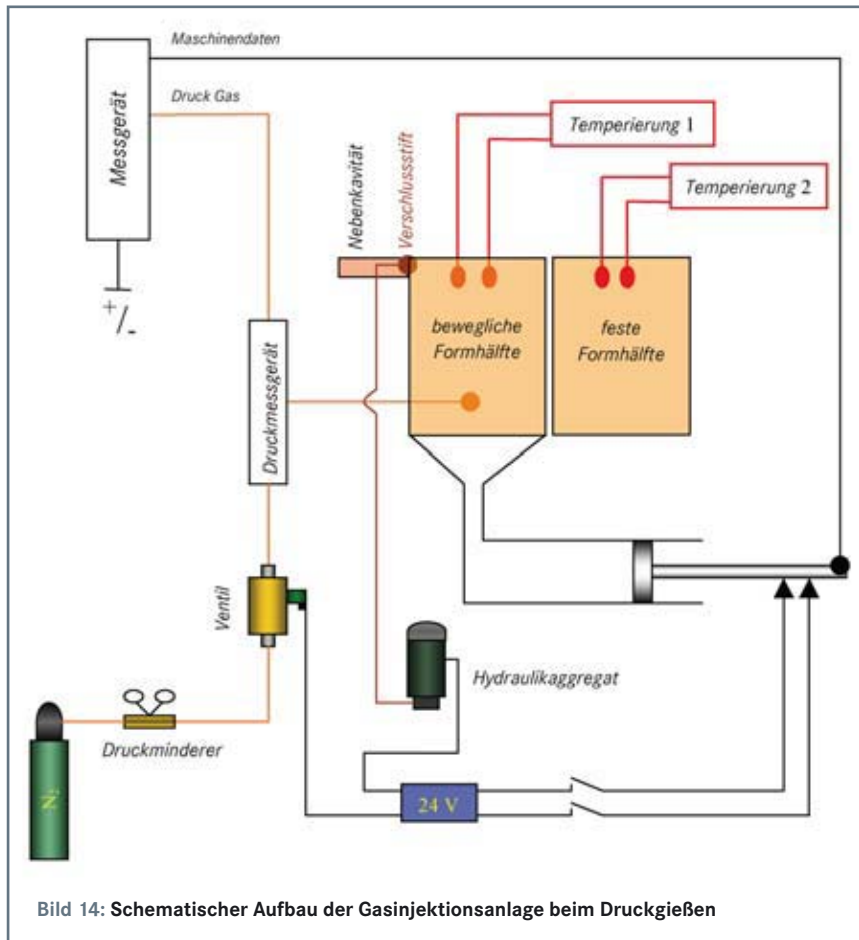 Maschinendaten
Druck Gas
Messgerät
+/-
Nebenkavität
Verschlussstift
Temperierung 1
Temperierung 2
bewegliche
Formhälfte
feste
Formhälfte
Druckmessgerät
Ventil
Hydraulikaggregat
Druckminderer
N₂
24 V
Bild 14: Schematischer Aufbau der Gasinjektionsanlage beim Druckgießen